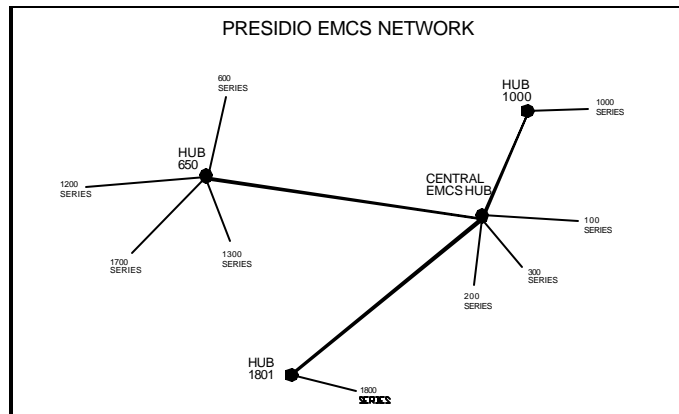 PRESIDIO EMCS NETWORK
600
SERIES
HUB
1000
1000
SERIES
HUB
650
CENTRAL
EMCS HUB
1200
SERIES
100
SERIES
1700
SERIES
1300
SERIES
300
SERIES
200
SERIES
HUB
1801
1800
SERIES